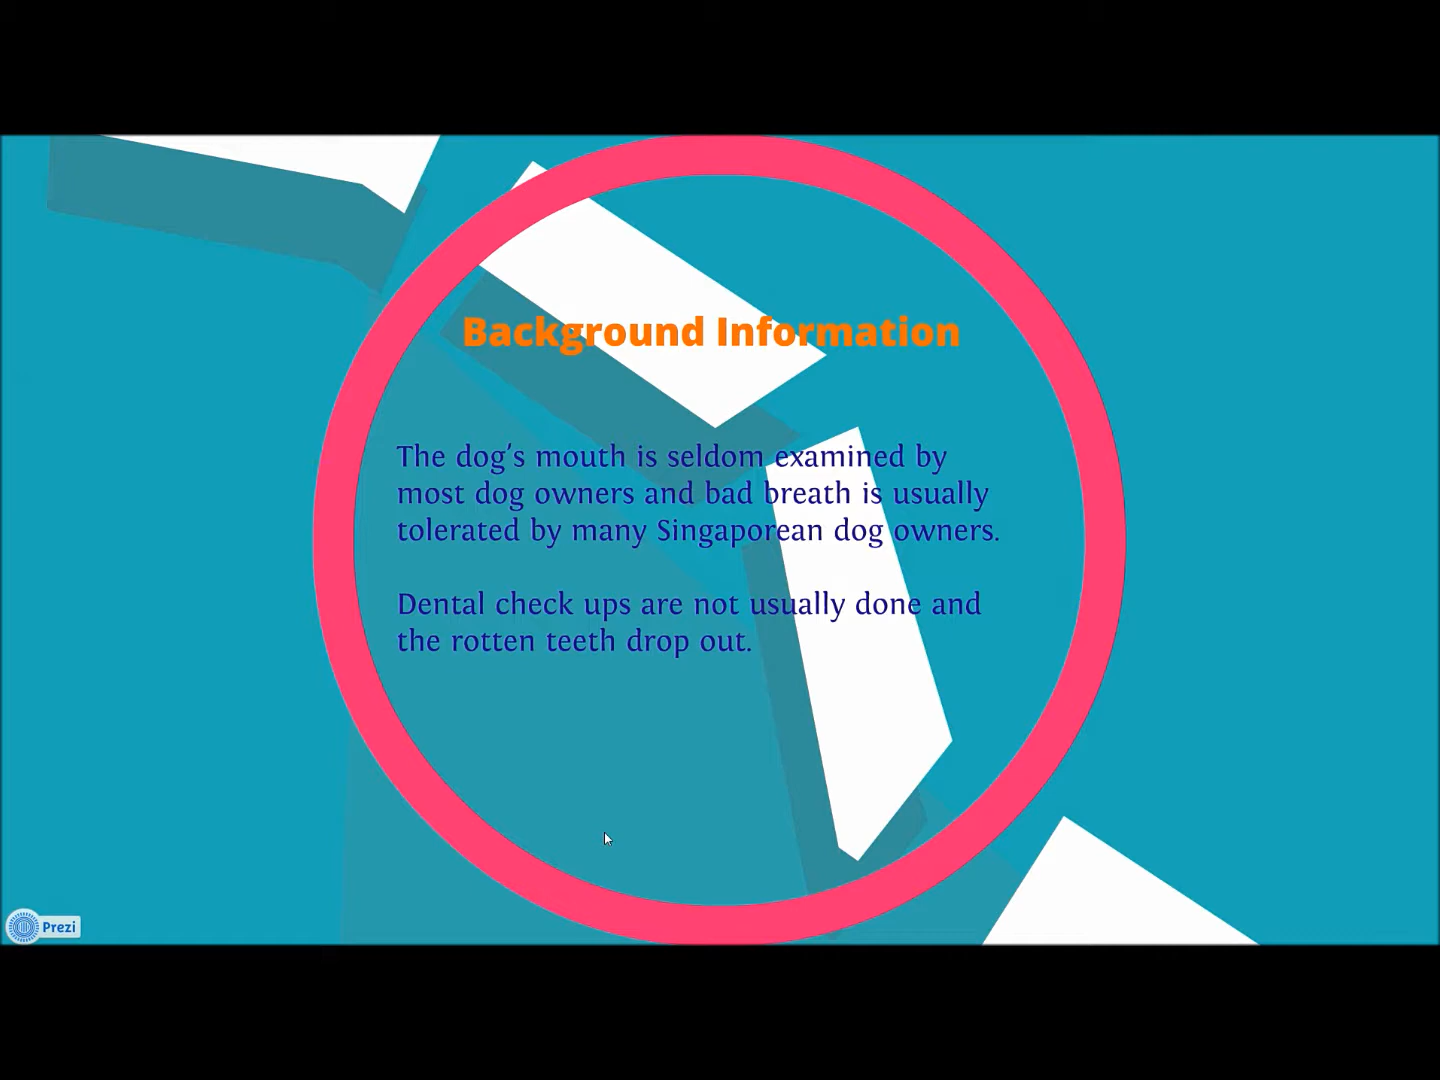 Background Information
The dog's mouth is seldom examined by
most dog owners and bad breath is usually
tolerated by many Singaporean dog owners.
Dental check ups are not usually done and
the rotten teeth drop out.
Prezi